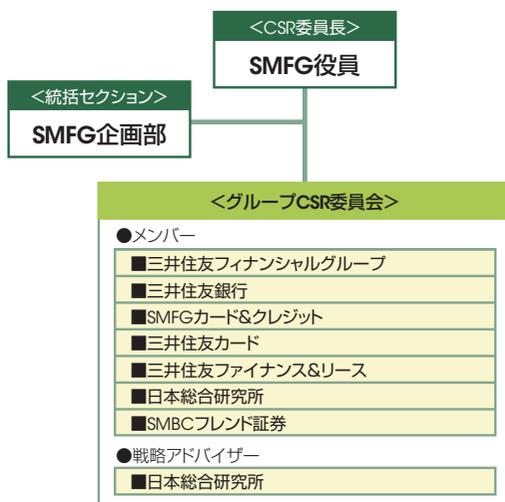 <CSR委員長>
SMFG役員
<統括セクション>
SMFG企画部
<グループCSR委員会>
●メンバー
■三井住友フィナンシャルグループ
■三井住友銀行
■SMFGカード&クレジット
■三井住友カード
■三井住友ファイナンス&リース
■日本総合研究所
■SMBCフレンド証券
●戦略アドバイザー
■日本総合研究所